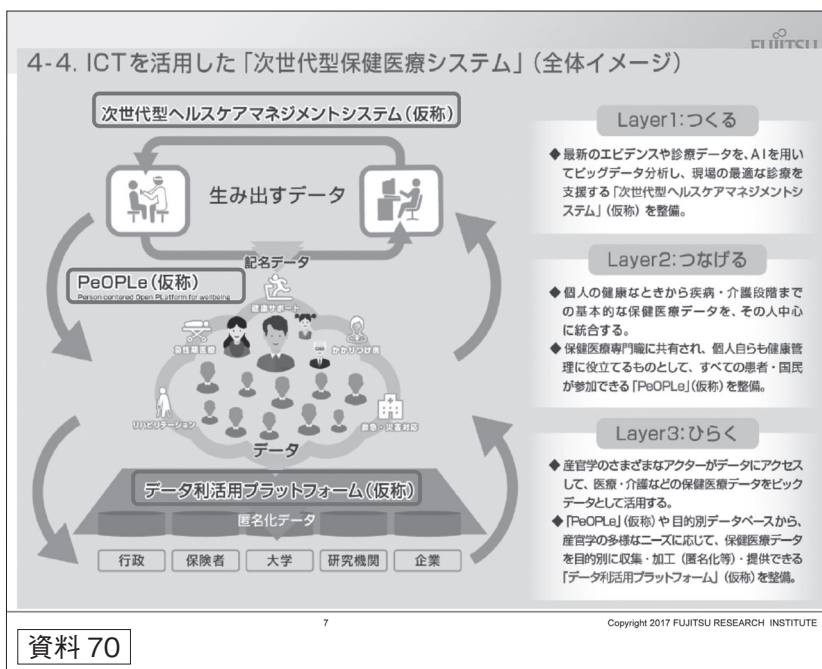 FUJITSU
4-4. ICTを活用した「次世代型保健医療システム」(全体イメージ)
次世代型ヘルスケアマネジメントシステム(仮称)
生み出すデータ
記名データ
PeOPLe(仮称)
Person centered Open PLatform for wellbeing
健康サポート
急性期医療
かかりつけ医
リハビリテーション
救急・災害対応
データ
データ利活用プラットフォーム(仮称)
匿名化データ
行政
保険者
大学
研究機関
企業
Layer1:つくる
◆最新のエビデンスや診療データを、AIを用い
てビッグデータ分析し、現場の最適な診療を
支援する「次世代型ヘルスケアマネジメントシ
ステム」(仮称)を整備。
Layer2:つなげる
◆個人の健康なときから疾病・介護段階まで
の基本的な保健医療データを、その人中心
に統合する。
◆保健医療専門職に共有され、個人自らも健康管
理に役立てるものとして、すべての患者・国民
が参加できる「PeOPLe」(仮称)を整備。
Layer3:ひらく
◆産官学のさまざまなアクターがデータにアクセス
して、医療・介護などの保健医療データをビック
データとして活用する。
◆「PeOPLe」(仮称)や目的別データベースから、
産官学の多様なニーズに応じて、保健医療データ
を目的別に収集・加工(匿名化等)・提供できる
「データ利活用プラットフォーム」(仮称)を整備。
7
Copyright 2017 FUJITSU RESEARCH INSTITUTE
資料 70